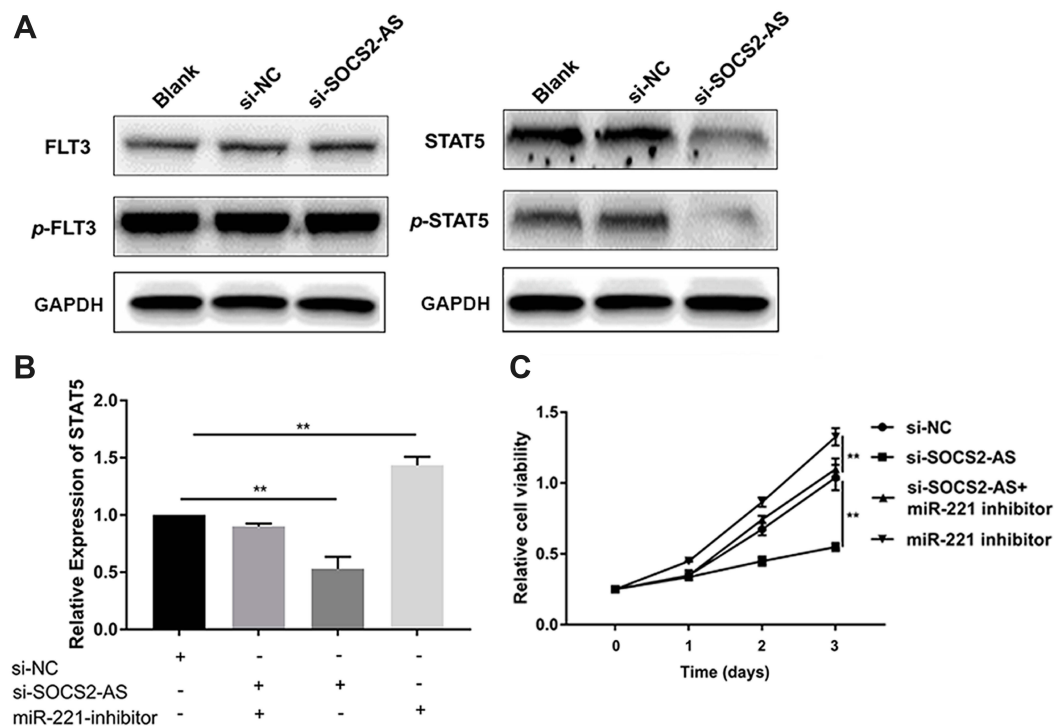 A
Blank si-NC si-SOCS2-AS
FLT3
p-FLT3
GAPDH
Blank si-NC si-SOCS2-AS
STAT5
p-STAT5
GAPDH
B
Relative Expression of STAT5
2.0
1.5
1.0
0.5
0.0
**
**
si-NC + - - -
si-SOCS2-AS - + + -
miR-221-inhibitor - + - +
C
Relative cell viability
1.5
1.0
0.5
0.0
0 1 2 3
Time (days)
**
**
si-NC
si-SOCS2-AS
si-SOCS2-AS+
miR-221 inhibitor
miR-221 inhibitor